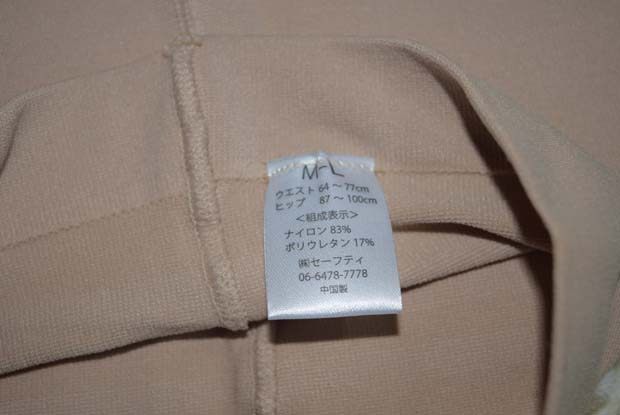 M~L
ウエスト 64～77cm
ヒップ 87～100cm
＜組成表示＞
ナイロン 83%
ポリウレタン 17%
㈱セーフティ
06-6478-7778
中国製